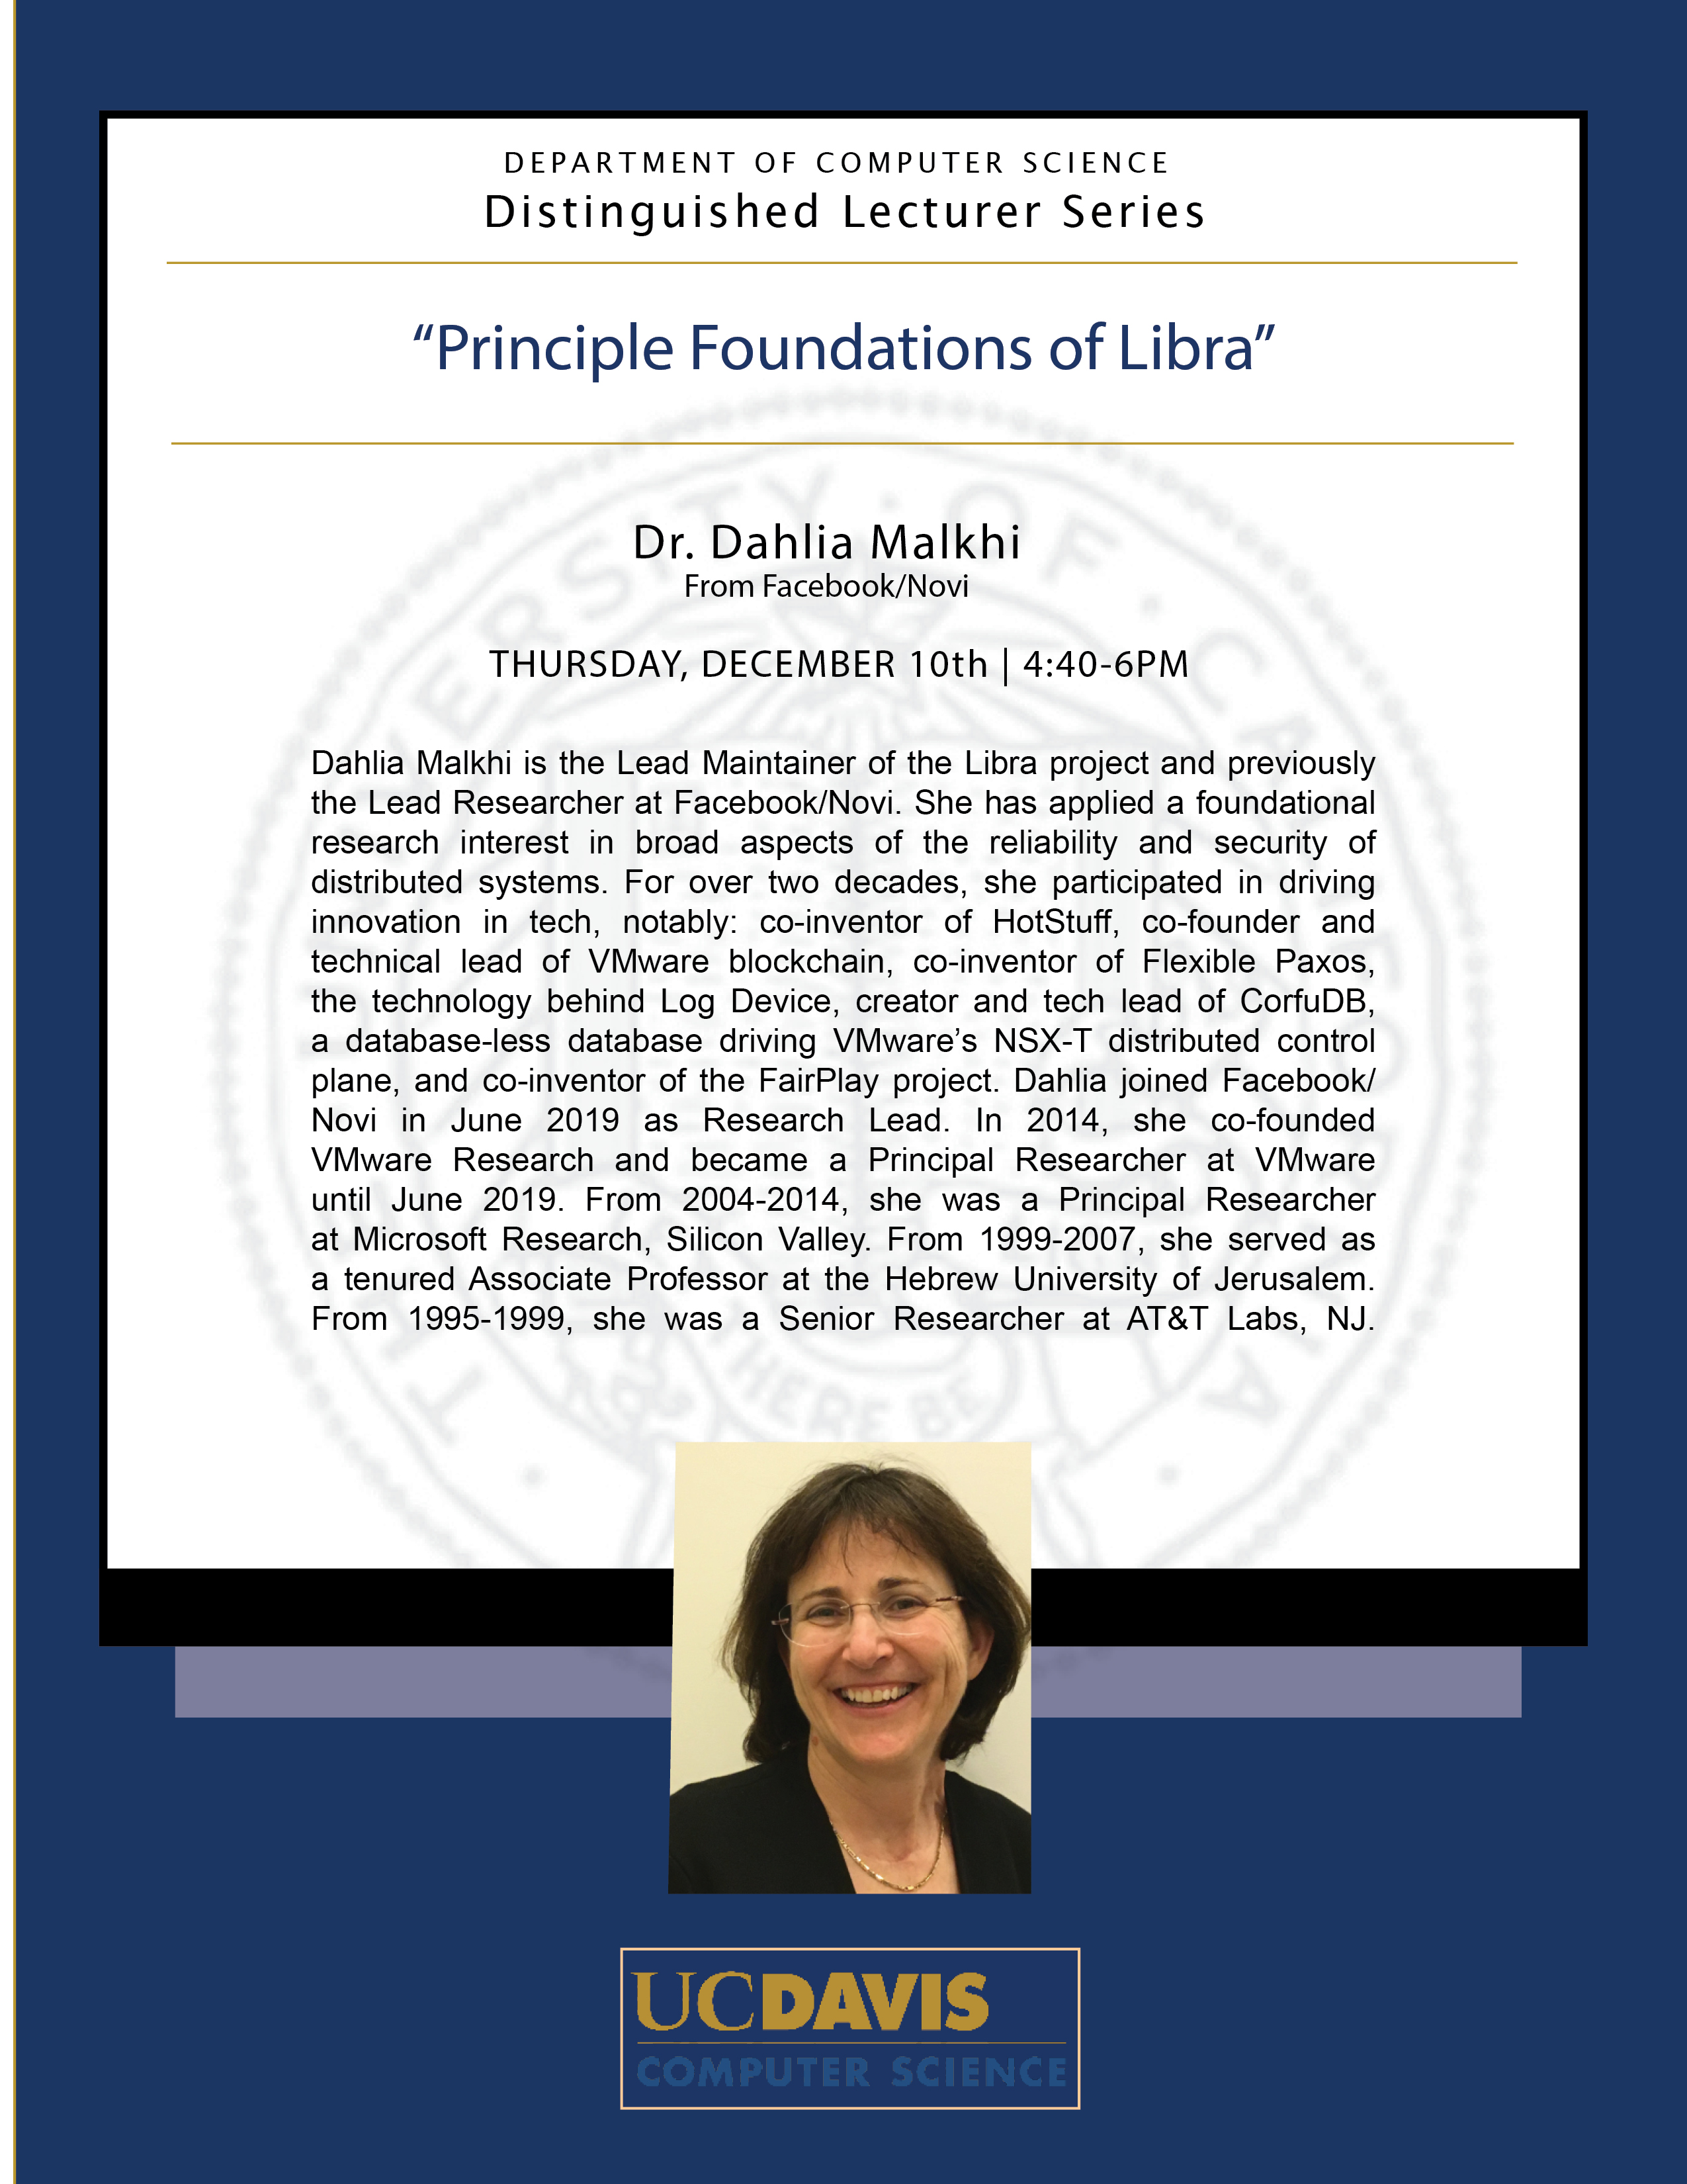 DEPARTMENT OF COMPUTER SCIENCE
Distinguished Lecturer Series
“Principle Foundations of Libra”
Dr. Dahlia Malkhi
From Facebook/Novi
THURSDAY, DECEMBER 10th | 4:40-6PM
Dahlia Malkhi is the Lead Maintainer of the Libra project and previously
the Lead Researcher at Facebook/Novi. She has applied a foundational
research interest in broad aspects of the reliability and security of
distributed systems. For over two decades, she participated in driving
innovation in tech, notably: co-inventor of HotStuff, co-founder and
technical lead of VMware blockchain, co-inventor of Flexible Paxos,
the technology behind Log Device, creator and tech lead of CorfuDB,
a database-less database driving VMware’s NSX-T distributed control
plane, and co-inventor of the FairPlay project. Dahlia joined Facebook/
Novi in June 2019 as Research Lead. In 2014, she co-founded
VMware Research and became a Principal Researcher at VMware
until June 2019. From 2004-2014, she was a Principal Researcher
at Microsoft Research, Silicon Valley. From 1999-2007, she served as
a tenured Associate Professor at the Hebrew University of Jerusalem.
From 1995-1999, she was a Senior Researcher at AT&T Labs, NJ.
THERE BE
UCDAVIS
COMPUTER SCIENCE